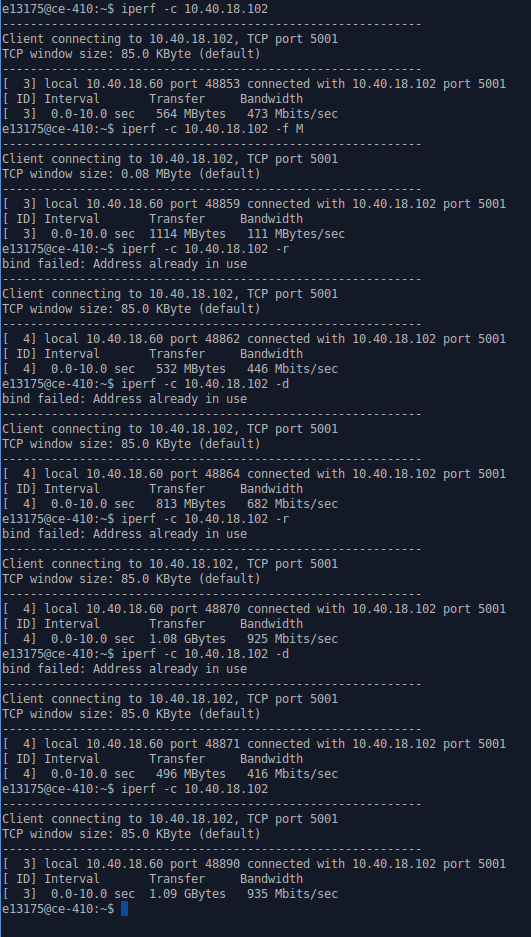 e13175@ce-410:~$ iperf -c 10.40.18.102
------------------------------------------------------------
Client connecting to 10.40.18.102, TCP port 5001
TCP window size: 85.0 KByte (default)
------------------------------------------------------------
[  3] local 10.40.18.60 port 48853 connected with 10.40.18.102 port 5001
[ ID] Interval       Transfer     Bandwidth
[  3]  0.0-10.0 sec   564 MBytes   473 Mbits/sec
e13175@ce-410:~$ iperf -c 10.40.18.102 -f M
------------------------------------------------------------
Client connecting to 10.40.18.102, TCP port 5001
TCP window size: 0.08 MByte (default)
------------------------------------------------------------
[  3] local 10.40.18.60 port 48859 connected with 10.40.18.102 port 5001
[ ID] Interval       Transfer     Bandwidth
[  3]  0.0-10.0 sec  1114 MBytes   111 MBytes/sec
e13175@ce-410:~$ iperf -c 10.40.18.102 -r
bind failed: Address already in use
------------------------------------------------------------
Client connecting to 10.40.18.102, TCP port 5001
TCP window size: 85.0 KByte (default)
------------------------------------------------------------
[  4] local 10.40.18.60 port 48862 connected with 10.40.18.102 port 5001
[ ID] Interval       Transfer     Bandwidth
[  4]  0.0-10.0 sec   532 MBytes   446 Mbits/sec
e13175@ce-410:~$ iperf -c 10.40.18.102 -d
bind failed: Address already in use
------------------------------------------------------------
Client connecting to 10.40.18.102, TCP port 5001
TCP window size: 85.0 KByte (default)
------------------------------------------------------------
[  4] local 10.40.18.60 port 48864 connected with 10.40.18.102 port 5001
[ ID] Interval       Transfer     Bandwidth
[  4]  0.0-10.0 sec   813 MBytes   682 Mbits/sec
e13175@ce-410:~$ iperf -c 10.40.18.102 -r
bind failed: Address already in use
------------------------------------------------------------
Client connecting to 10.40.18.102, TCP port 5001
TCP window size: 85.0 KByte (default)
------------------------------------------------------------
[  4] local 10.40.18.60 port 48870 connected with 10.40.18.102 port 5001
[ ID] Interval       Transfer     Bandwidth
[  4]  0.0-10.0 sec  1.08 GBytes   925 Mbits/sec
e13175@ce-410:~$ iperf -c 10.40.18.102 -d
bind failed: Address already in use
------------------------------------------------------------
Client connecting to 10.40.18.102, TCP port 5001
TCP window size: 85.0 KByte (default)
------------------------------------------------------------
[  4] local 10.40.18.60 port 48871 connected with 10.40.18.102 port 5001
[ ID] Interval       Transfer     Bandwidth
[  4]  0.0-10.0 sec   496 MBytes   416 Mbits/sec
e13175@ce-410:~$ iperf -c 10.40.18.102
------------------------------------------------------------
Client connecting to 10.40.18.102, TCP port 5001
TCP window size: 85.0 KByte (default)
------------------------------------------------------------
[  3] local 10.40.18.60 port 48890 connected with 10.40.18.102 port 5001
[ ID] Interval       Transfer     Bandwidth
[  3]  0.0-10.0 sec  1.09 GBytes   935 Mbits/sec
e13175@ce-410:~$